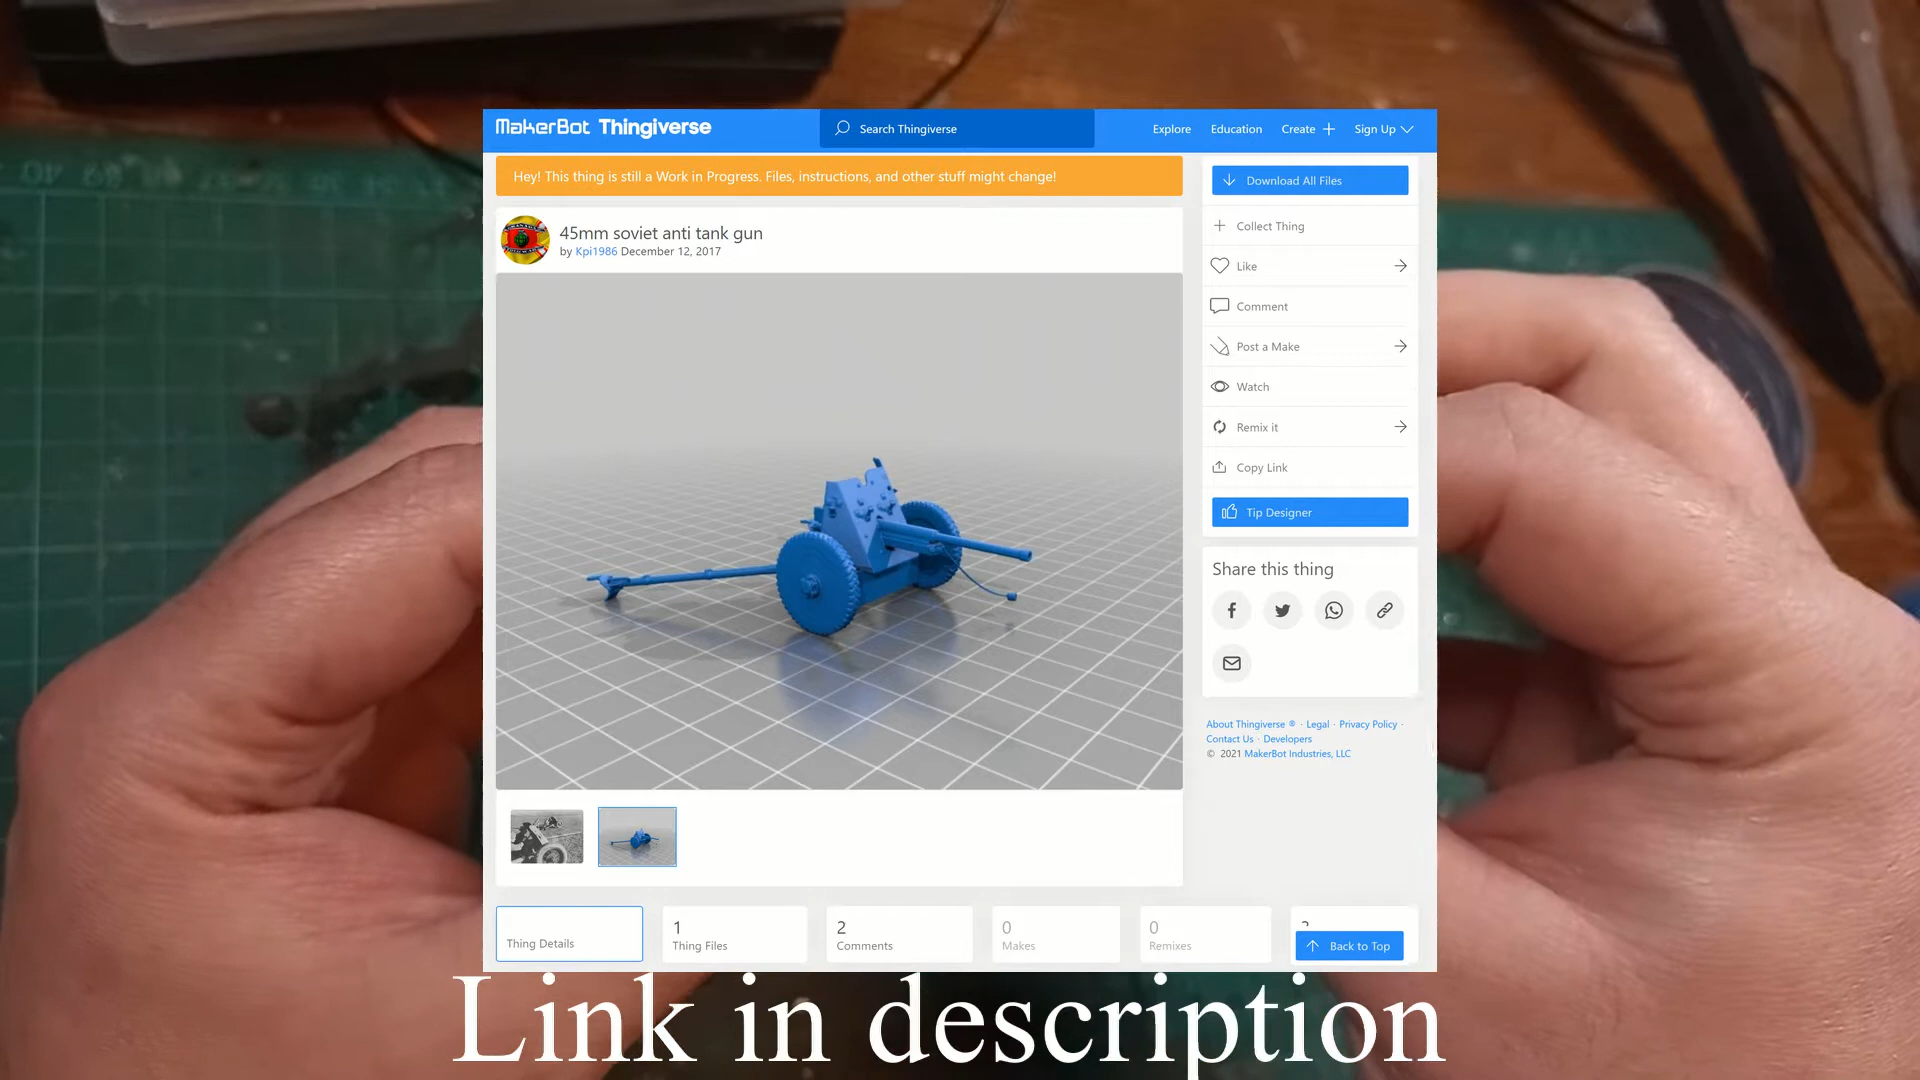 MakerBot Thingiverse
Search Thingiverse
Explore
Education
Create
Sign Up
Hey! This thing is still a Work in Progress. Files, instructions, and other stuff might change!
45mm soviet anti tank gun
by Kpi1986 December 12, 2017
Download All Files
Collect Thing
Like
Comment
Post a Make
Watch
Remix it
Copy Link
Tip Designer
Share this thing
About Thingiverse ® · Legal · Privacy Policy ·
Contact Us · Developers
© 2021 MakerBot Industries, LLC
Thing Details
1
Thing Files
2
Comments
0
Makes
0
Remixes
Back to Top
Link in description